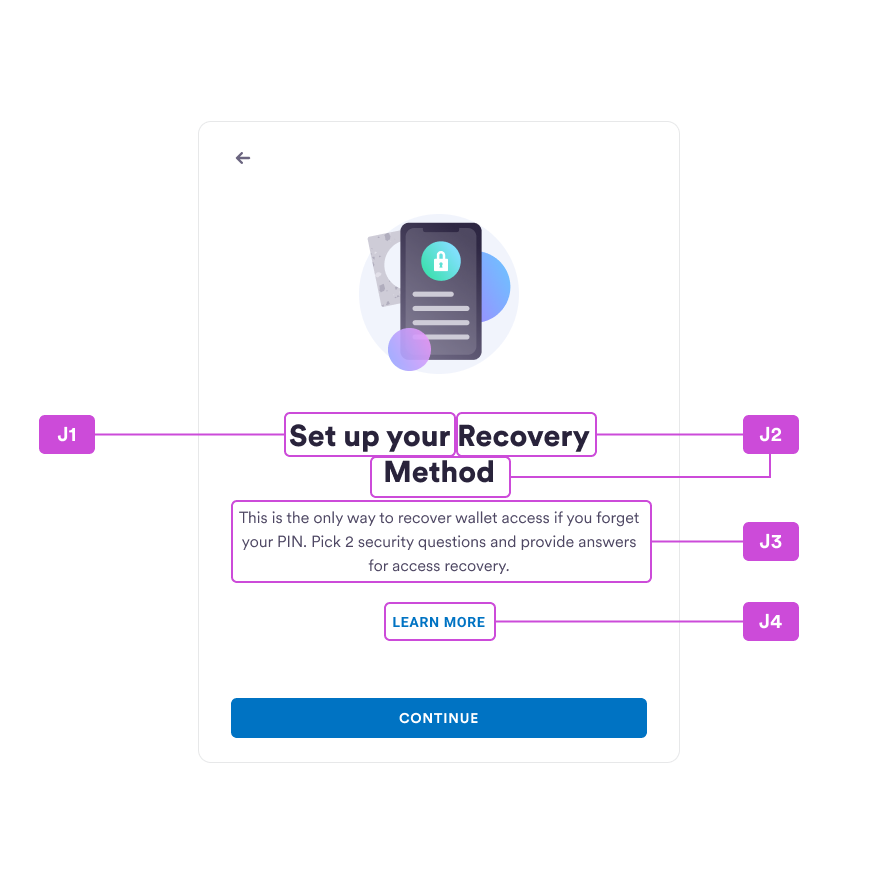 J1
Set up your Recovery
J2
Method
This is the only way to recover wallet access if you forget
your PIN. Pick 2 security questions and provide answers
for access recovery.
J3
LEARN MORE
J4
CONTINUE